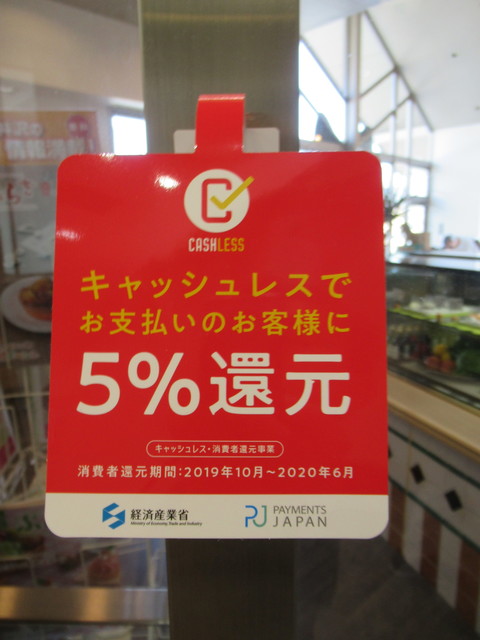 CASHLESS
キャッシュレスで
お支払いのお客様に
5%還元
キャッシュレス・消費者還元事業
消費者還元期間：2019年10月～2020年6月
経済産業省
Ministry of Economy, Trade and Industry
PAYMENTS
JAPAN